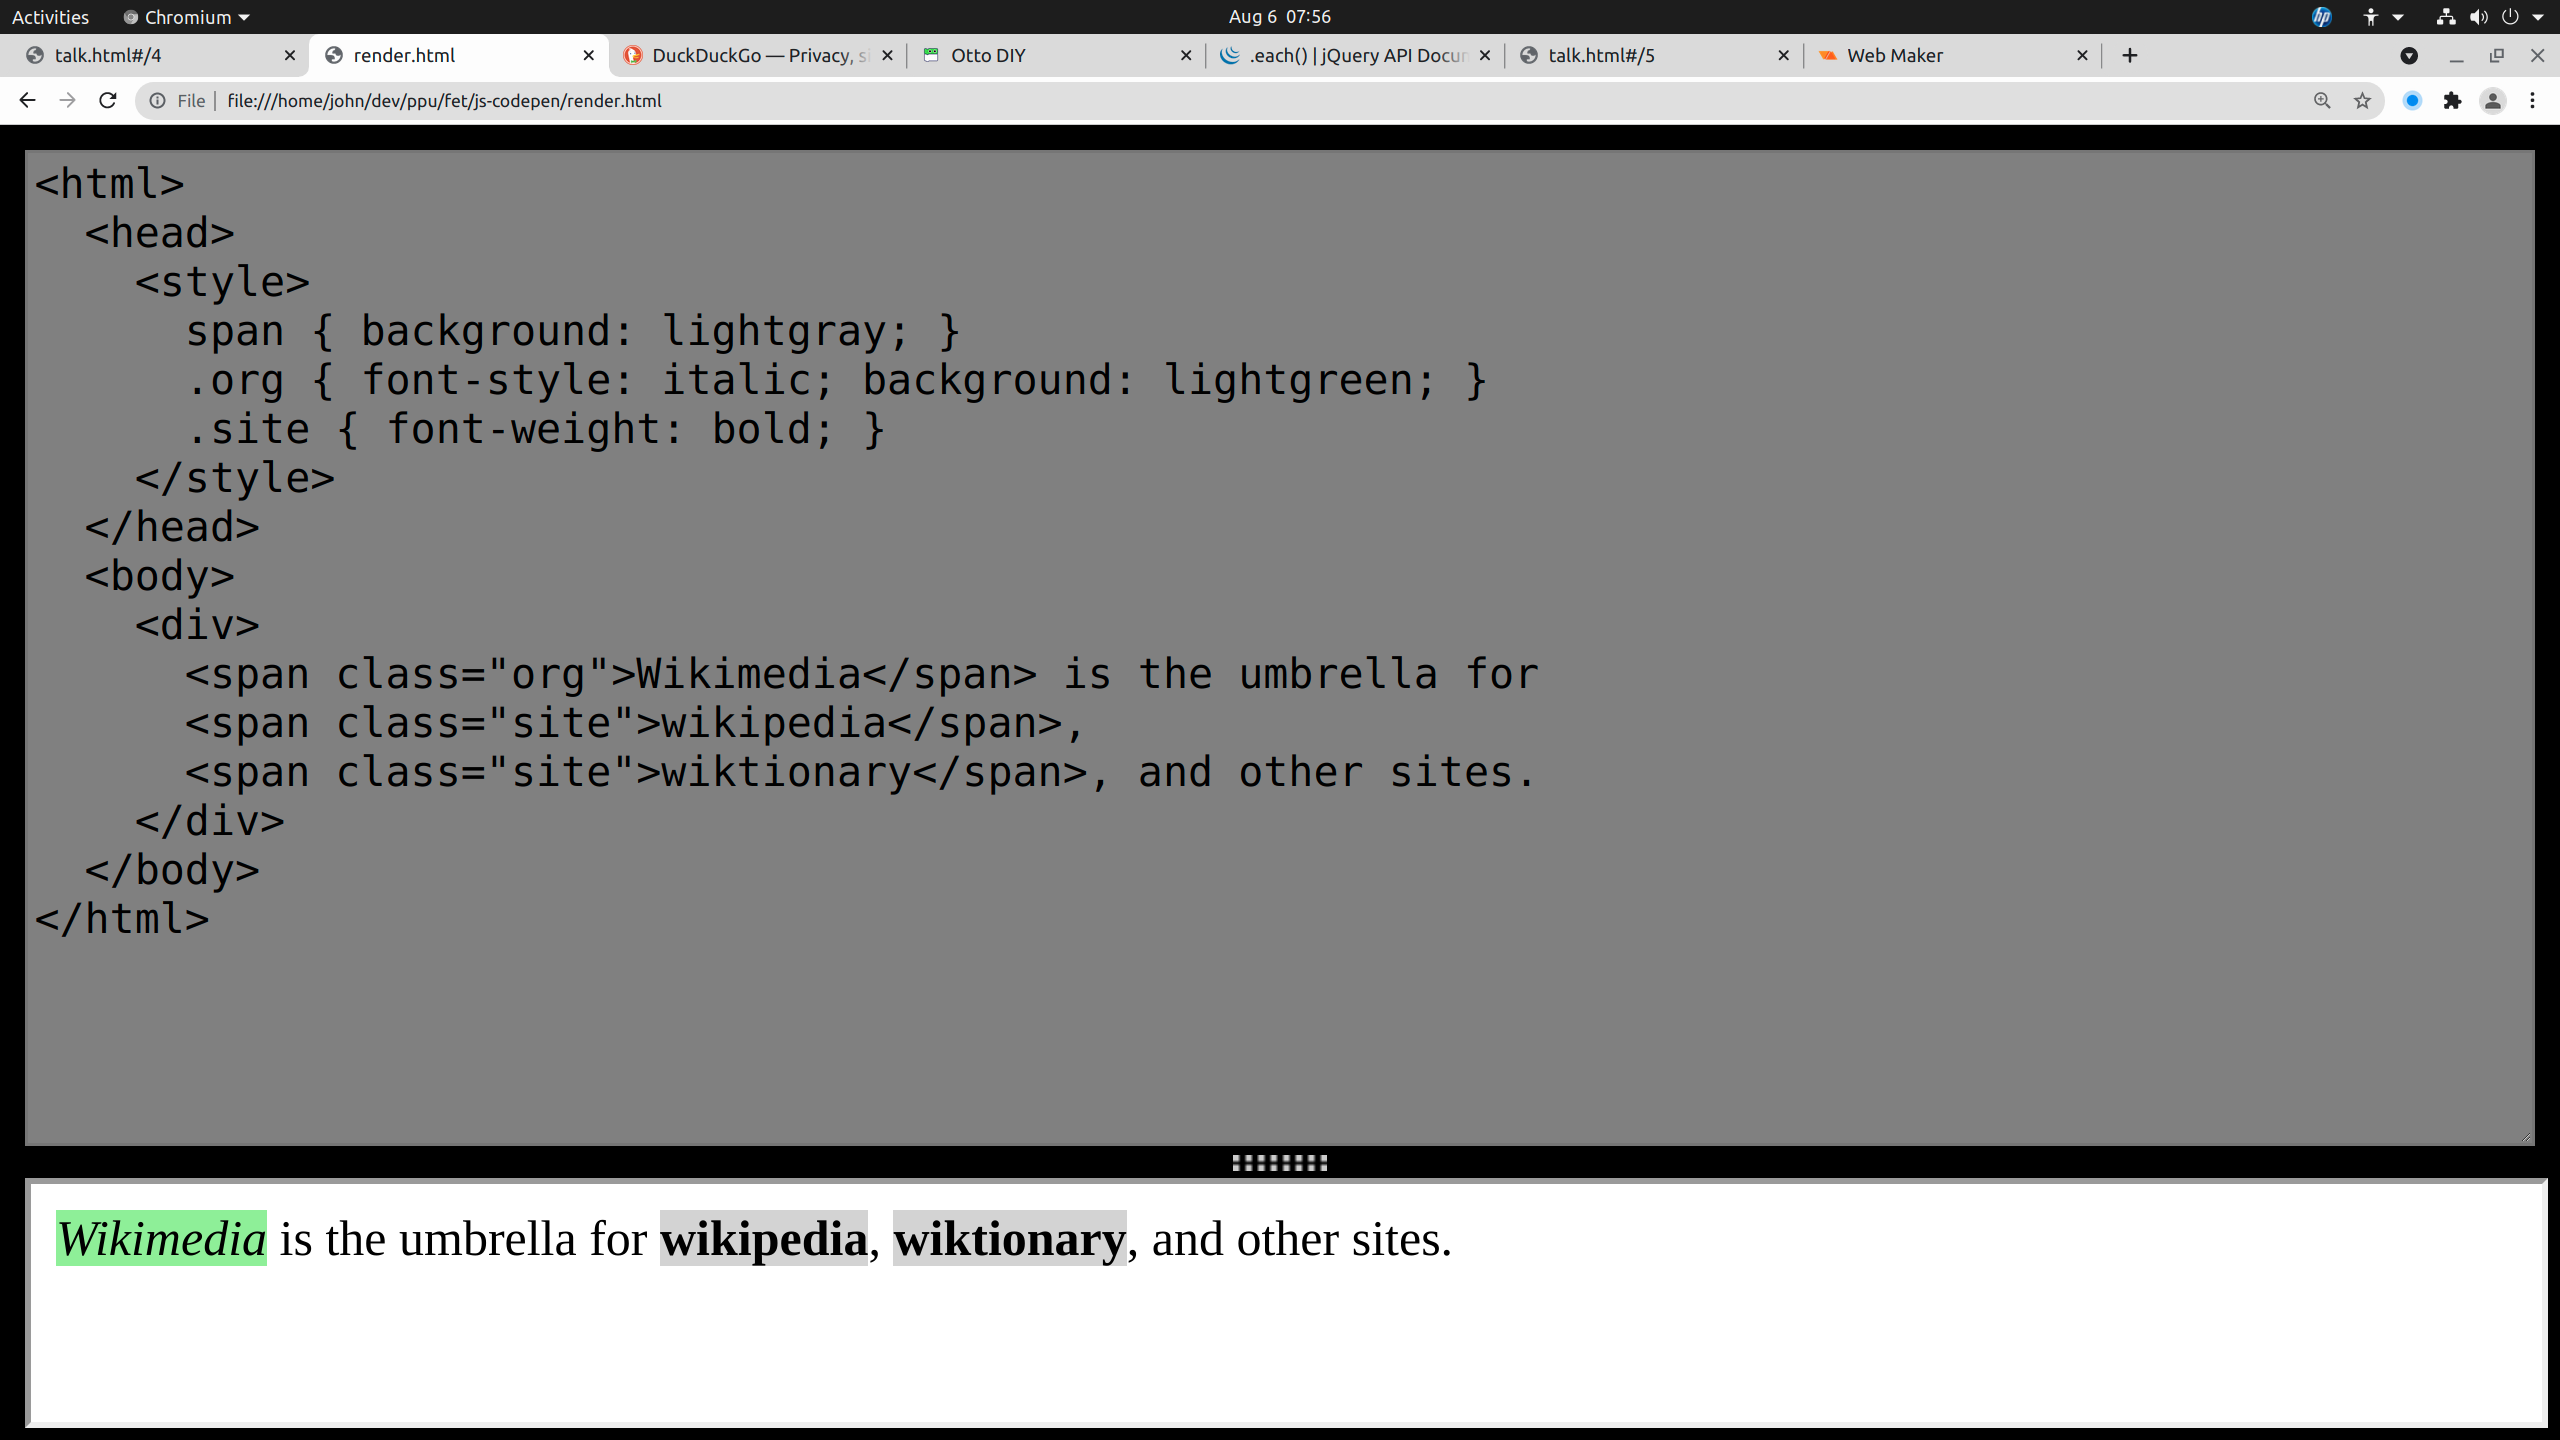 Activities Chromium Aug 6 07:56
talk.html#/4 render.html DuckDuckGo — Privacy, si Otto DIY .each() | jQuery API Docum talk.html#/5 Web Maker
File file:///home/john/dev/ppu/fet/js-codepen/render.html
<html>
  <head>
    <style>
      span { background: lightgray; }
      .org { font-style: italic; background: lightgreen; }
      .site { font-weight: bold; }
    </style>
  </head>
  <body>
    <div>
      <span class="org">Wikimedia</span> is the umbrella for
      <span class="site">wikipedia</span>,
      <span class="site">wiktionary</span>, and other sites.
    </div>
  </body>
</html>
Wikimedia is the umbrella for wikipedia, wiktionary, and other sites.